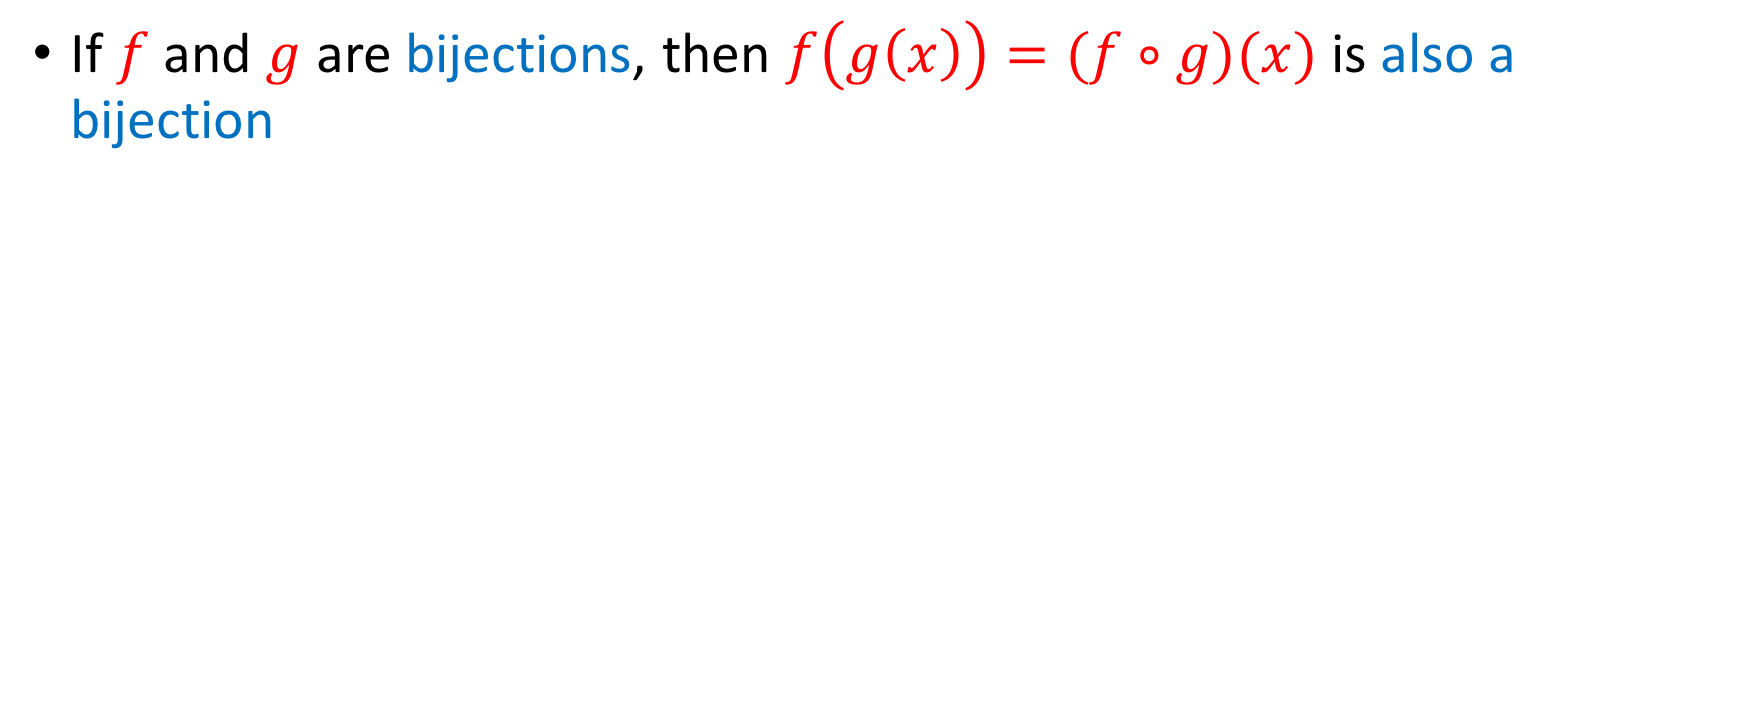 • If 𝑓 and 𝑔 are bijections, then 𝑓(𝑔(𝑥)) = (𝑓 ∘ 𝑔)(𝑥) is also a
bijection